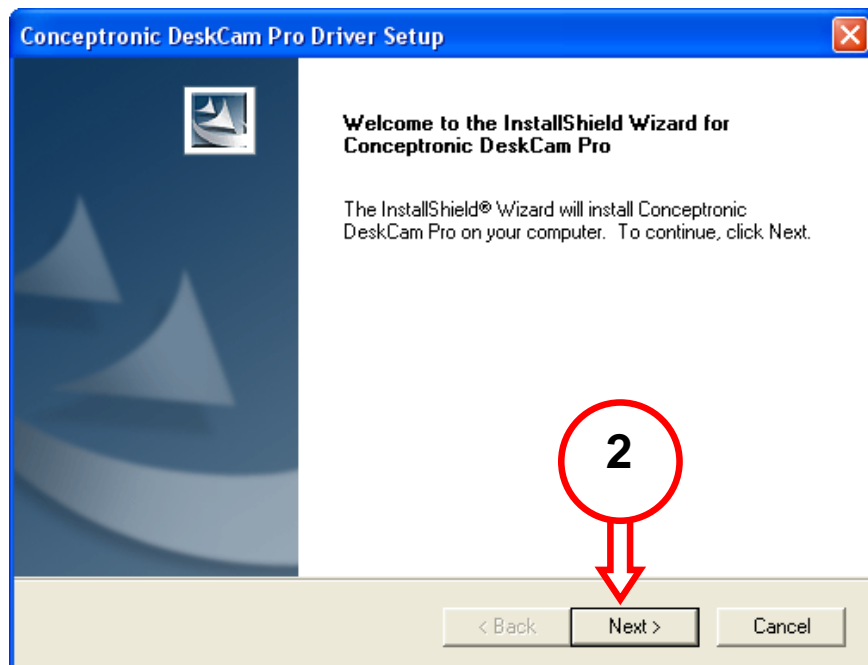 Conceptronic DeskCam Pro Driver Setup
Welcome to the InstallShield Wizard for
Conceptronic DeskCam Pro
The InstallShield® Wizard will install Conceptronic
DeskCam Pro on your computer.  To continue, click Next.
2
< Back
Next >
Cancel